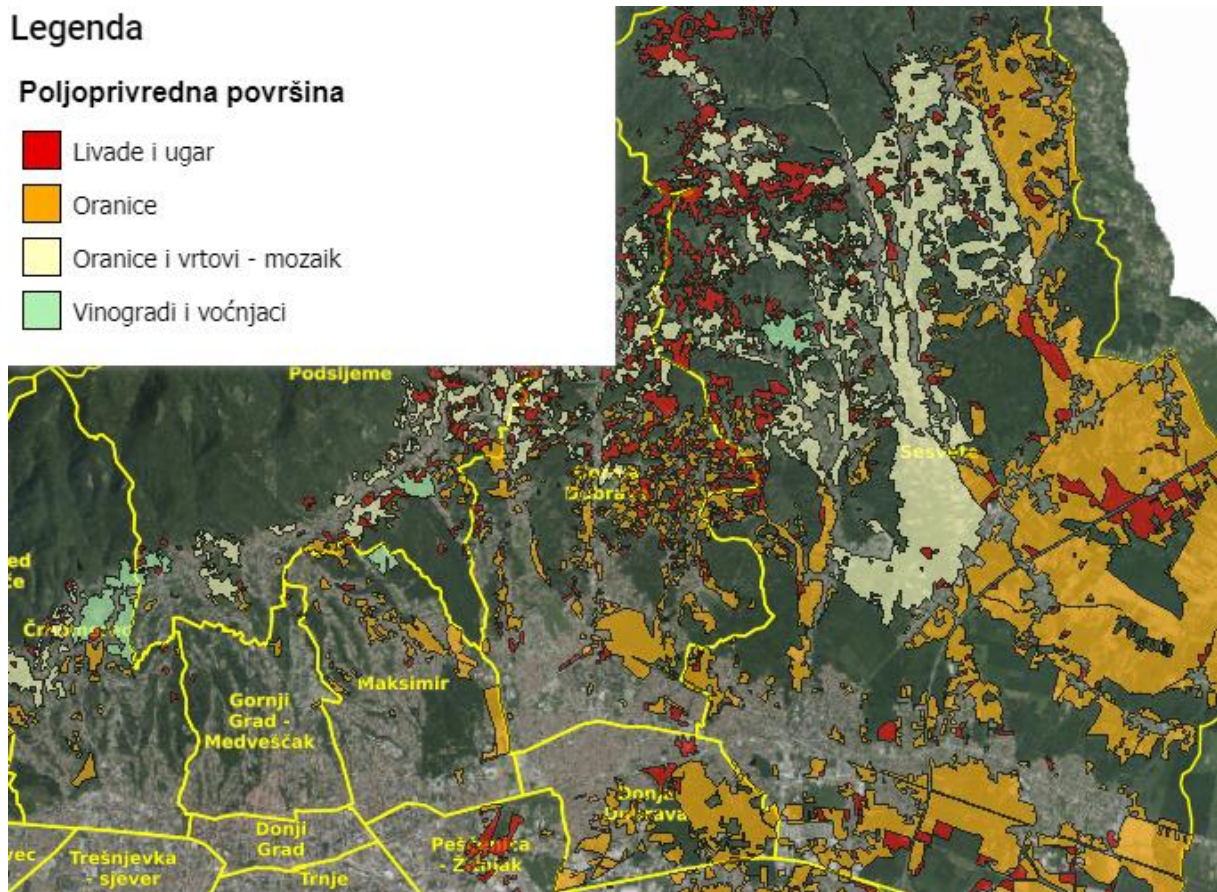 Legenda
Poljoprivredna površina
Livade i ugar
Oranice
Oranice i vrtovi - mozaik
Vinogradi i voćnjaci
Podsljeme
Sesvete
Dubrava
Maksimir
Gornji
Grad -
Medveščak
Donja
Dubrava
Donji
Grad
Trešnjevka
- sjever
Trnje